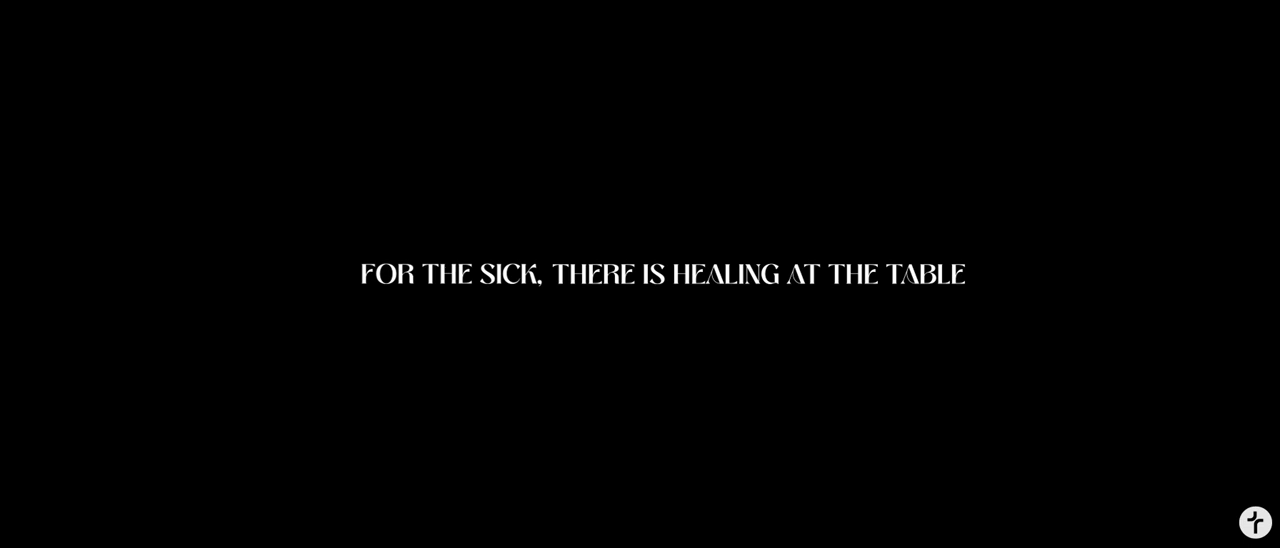 FOR THE SICK, THERE IS HEALING AT THE TABLE